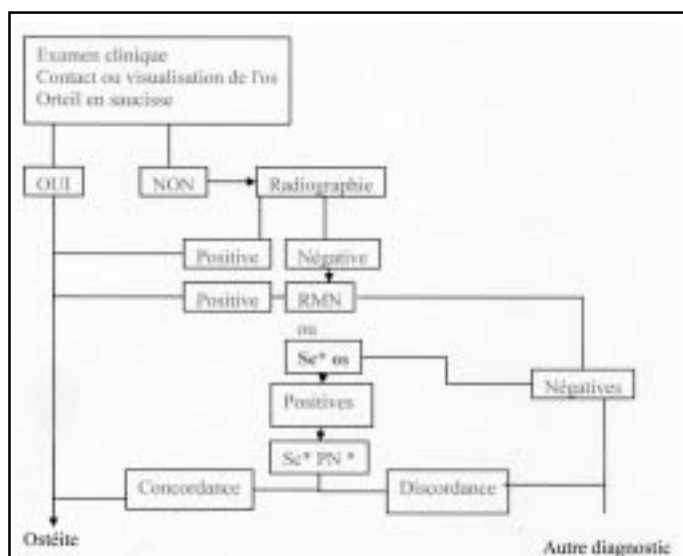 Examen clinique
Contact ou visualisation de l'os
Orteil en saucisse
OUI
NON
Radiographie
Positive
Négative
Positive
RMN
ou
Sc* os
Négatives
Positives
Sc* PN *
Concordance
Discordance
Ostéite
Autre diagnostic